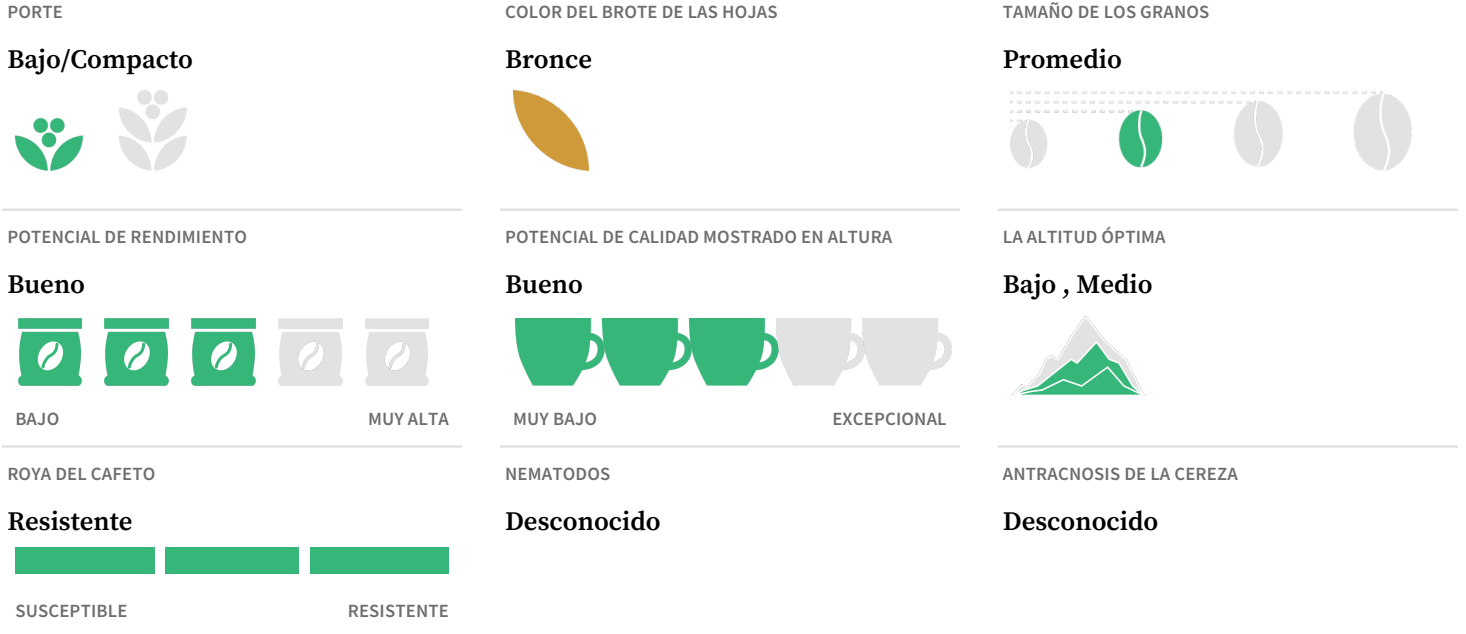 PORTE
Bajo/Compacto
COLOR DEL BROTE DE LAS HOJAS
Bronce
TAMAÑO DE LOS GRANOS
Promedio
POTENCIAL DE RENDIMIENTO
Bueno
BAJO
MUY ALTA
POTENCIAL DE CALIDAD MOSTRADO EN ALTURA
Bueno
MUY BAJO
EXCEPCIONAL
LA ALTITUD ÓPTIMA
Bajo , Medio
ROYA DEL CAFETO
Resistente
SUSCEPTIBLE
RESISTENTE
NEMATODOS
Desconocido
ANTRACNOSIS DE LA CEREZA
Desconocido